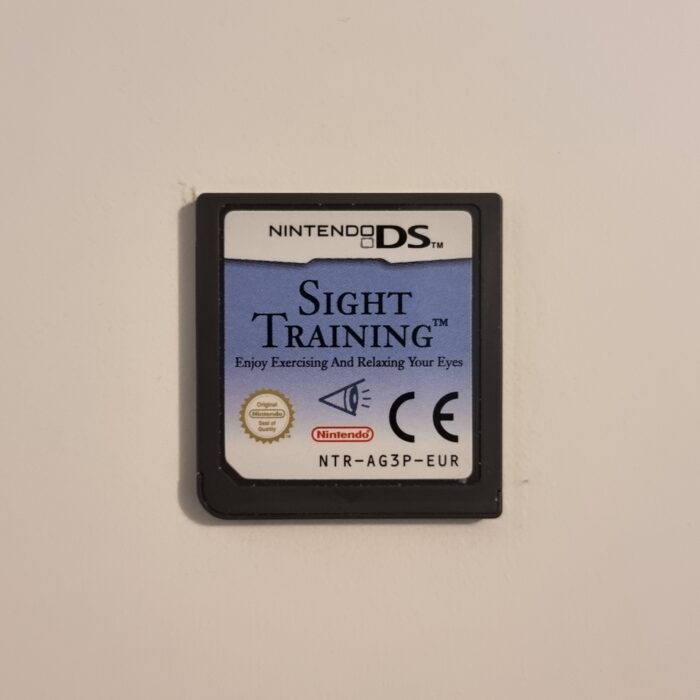 NINTENDO DS™
SIGHT
TRAINING™
Enjoy Exercising And Relaxing Your Eyes
Original
Nintendo
Seal of
Quality
Nintendo
CE
NTR-AG3P-EUR